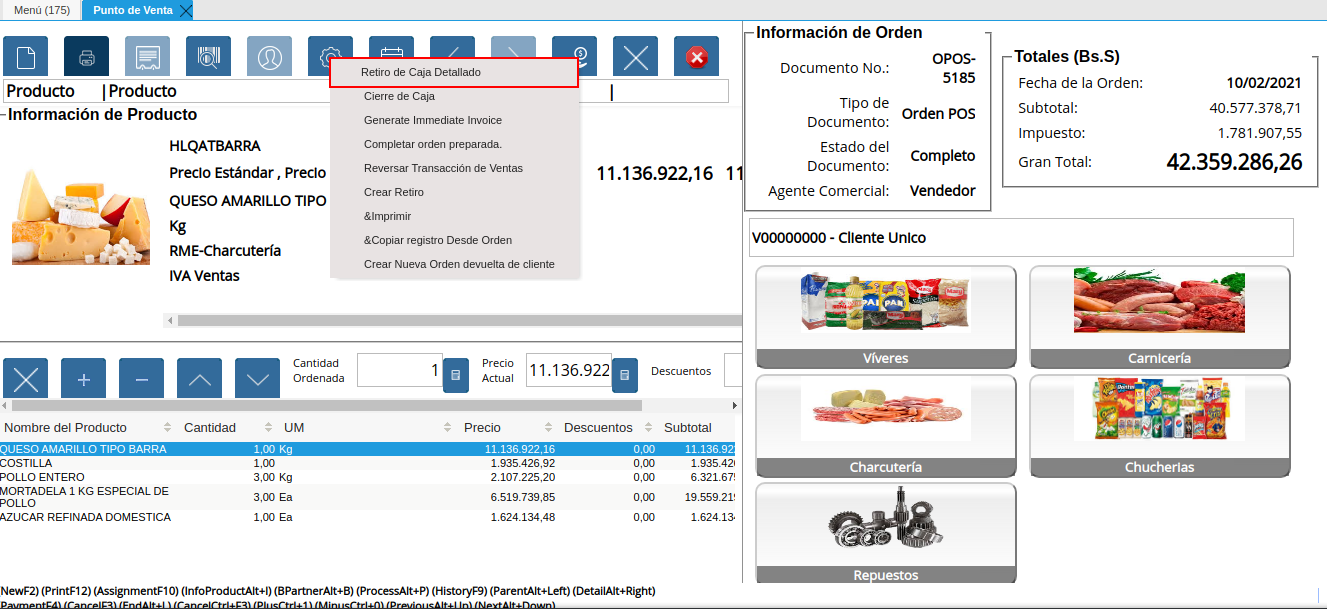 Menú (175)
Punto de Venta
Producto |Producto |
Información de Producto
HLQATBARRA
Precio Estándar , Precio 11.136.922,16 11
QUESO AMARILLO TIPO
Kg
RME-Charcutería
IVA Ventas
Retiro de Caja Detallado
Cierre de Caja
Generate Immediate Invoice
Completar orden preparada.
Reversar Transacción de Ventas
Crear Retiro
&Imprimir
&Copiar registro Desde Orden
Crear Nueva Orden devuelta de cliente
Información de Orden
Documento No.: OPOS-
5185
Tipo de
Documento: Orden POS
Estado del
Documento: Completo
Agente Comercial: Vendedor
Totales (Bs.S)
Fecha de la Orden: 10/02/2021
Subtotal: 40.577.378,71
Impuesto: 1.781.907,55
Gran Total: 42.359.286,26
V00000000 - Cliente Unico
PAN PAN
Víveres
Carnicería
Charcutería
Chucherias
Repuestos
Cantidad
Ordenada 1
Precio
Actual 11.136.922
Descuentos
Nombre del Producto Cantidad UM Precio Descuentos Subtotal
QUESO AMARILLO TIPO BARRA 1,00 Kg 11.136.922,16 0,00 11.136.92
COSTILLA 1,00 1.935.426,92 0,00 1.935.42
POLLO ENTERO 3,00 Kg 2.107.225,20 0,00 6.321.67
MORTADELA 1 KG ESPECIAL DE
POLLO 3,00 Ea 6.519.739,85 0,00 19.559.21
AZUCAR REFINADA DOMESTICA 1,00 Ea 1.624.134,48 0,00 1.624.13
NewF2) (PrintF12) (AssignmentF10) (InfoProductAlt+I) (BPartnerAlt+B) (ProcessAlt+P) (HistoryF9) (ParentAlt+Left) (DetailAlt+Right)
PaymentF4) (CancelF3) (EndAlt+L) (CancelCtrl+F3) (PlusCtrl+1) (MinusCtrl+0) (PreviousAlt+Up) (NextAlt+Down)